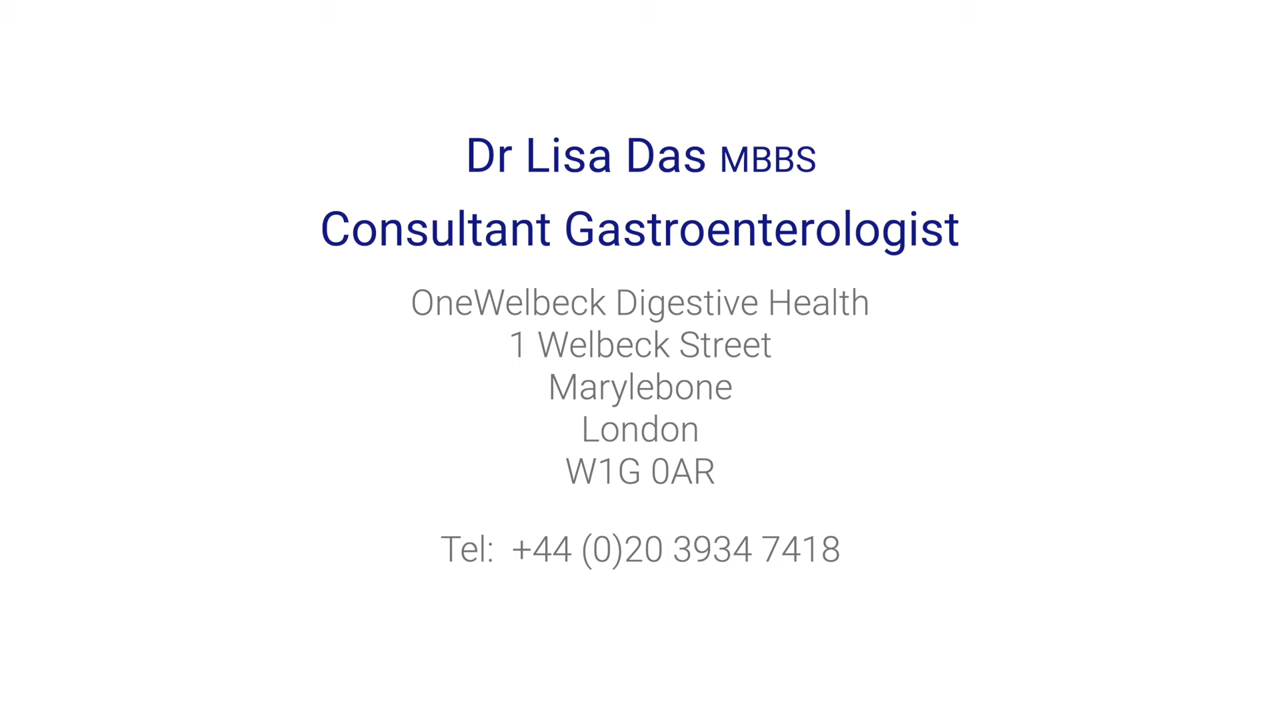 Dr Lisa Das MBBS
Consultant Gastroenterologist
OneWelbeck Digestive Health
1 Welbeck Street
Marylebone
London
W1G 0AR
Tel: +44 (0)20 3934 7418